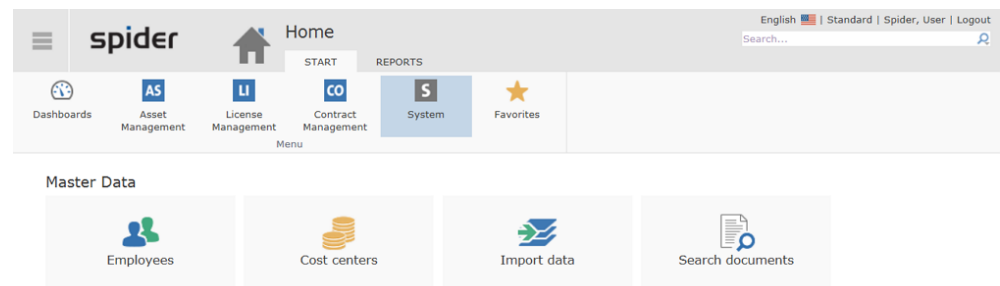 English | Standard | Spider, User | Logout
spider
Home
Search...
START REPORTS
AS LI CO S
Dashboards Asset Management License Management Contract Management System Favorites
Menu
Master Data
Employees Cost centers Import data Search documents